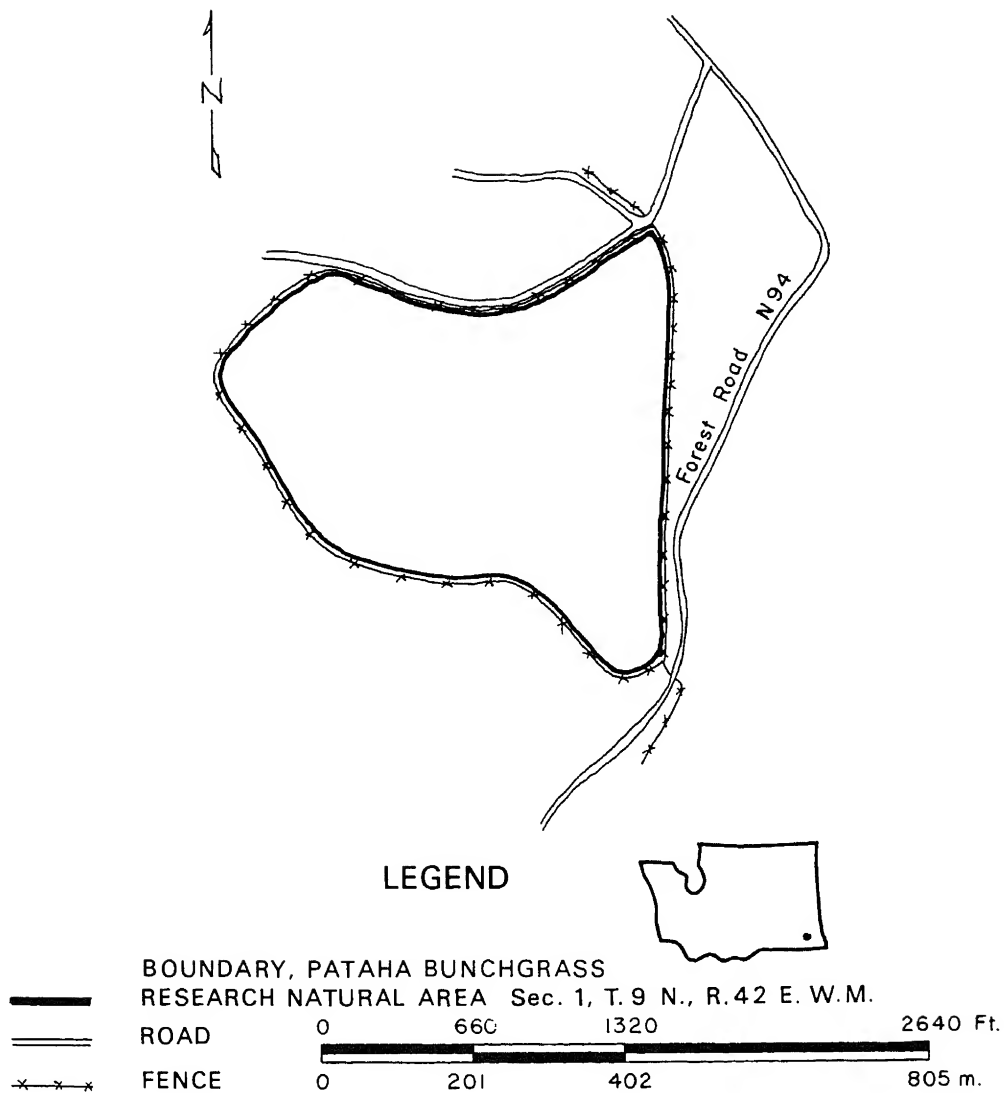 N
Forest Road N94
LEGEND
BOUNDARY, PATAHA BUNCHGRASS
RESEARCH NATURAL AREA Sec. 1, T. 9 N., R. 42 E. W.M.
ROAD
0 660 1320 2640 Ft.
FENCE
0 201 402 805 m.